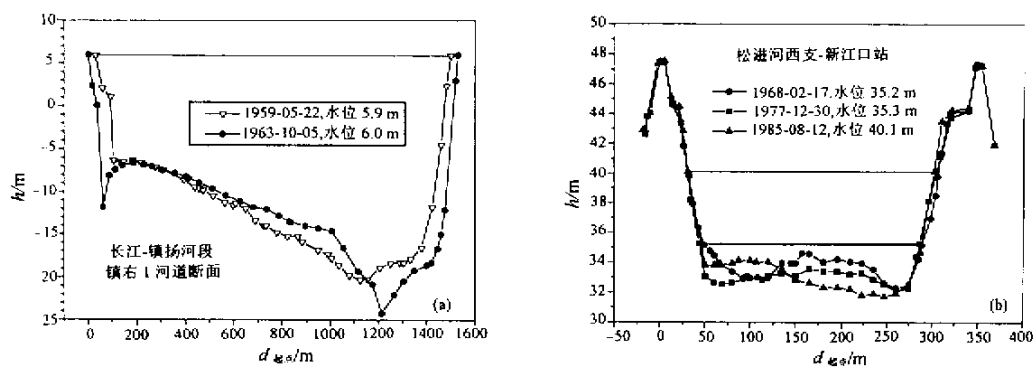 10
5
0
-5
-10
-15
20
25
h/m
1959-05-22,水位 5.9 m
1963-10-05,水位 6.0 m
长江-镇扬河段
镇右 1 河道断面
(a)
0 200 400 600 800 1000 1200 1400 1600
d 起点/m
50
48
46
44
42
40
38
36
34
32
30
h/m
松滋河西支-新江口站
1968-02-17,水位 35.2 m
1977-12-30,水位 35.3 m
1985-08-12,水位 40.1 m
(b)
-50 0 50 100 150 200 250 300 350 400
d 起点/m